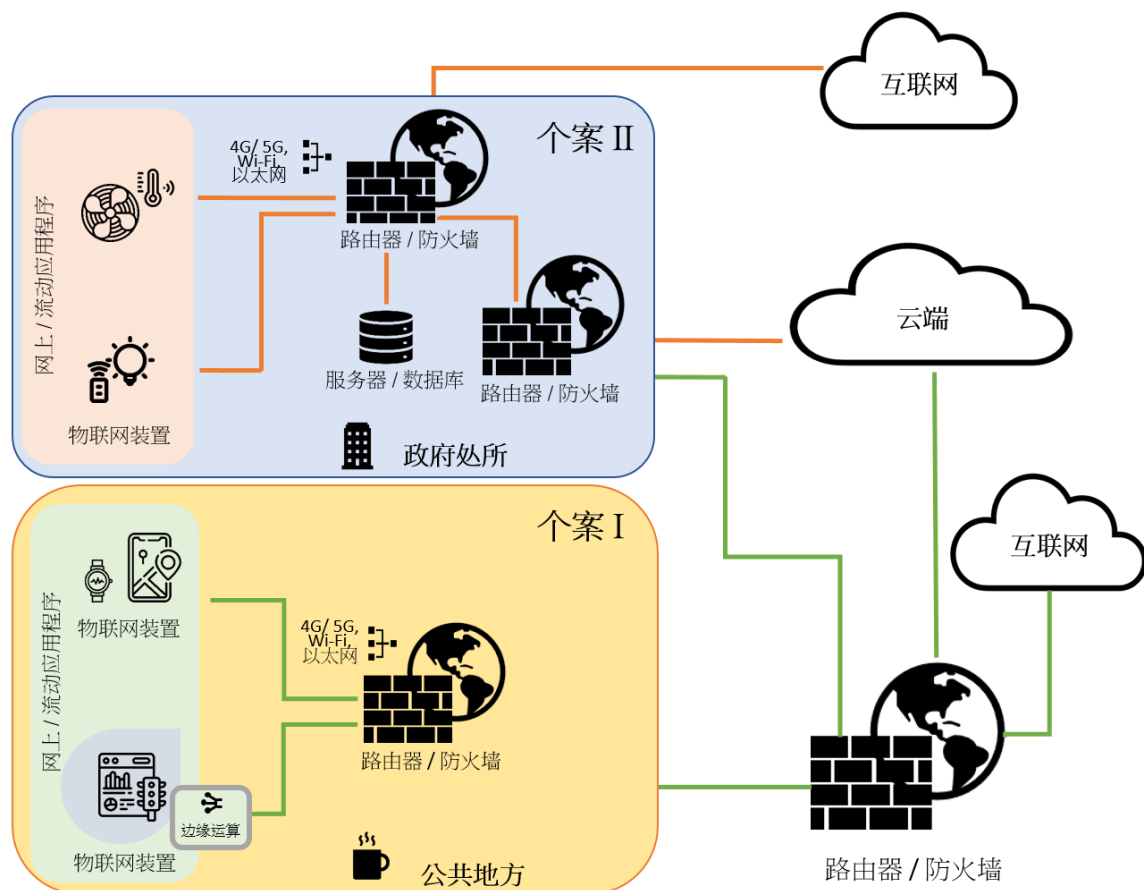 互联网
个案 II
4G/ 5G,
Wi-Fi,
以太网
网上 / 流动应用程序
路由器 / 防火墙
云端
服务器 / 数据库
路由器 / 防火墙
物联网装置
政府处所
个案 I
互联网
网上 / 流动应用程序
物联网装置
4G/ 5G,
Wi-Fi,
以太网
路由器 / 防火墙
边缘运算
物联网装置
公共地方
路由器 / 防火墙